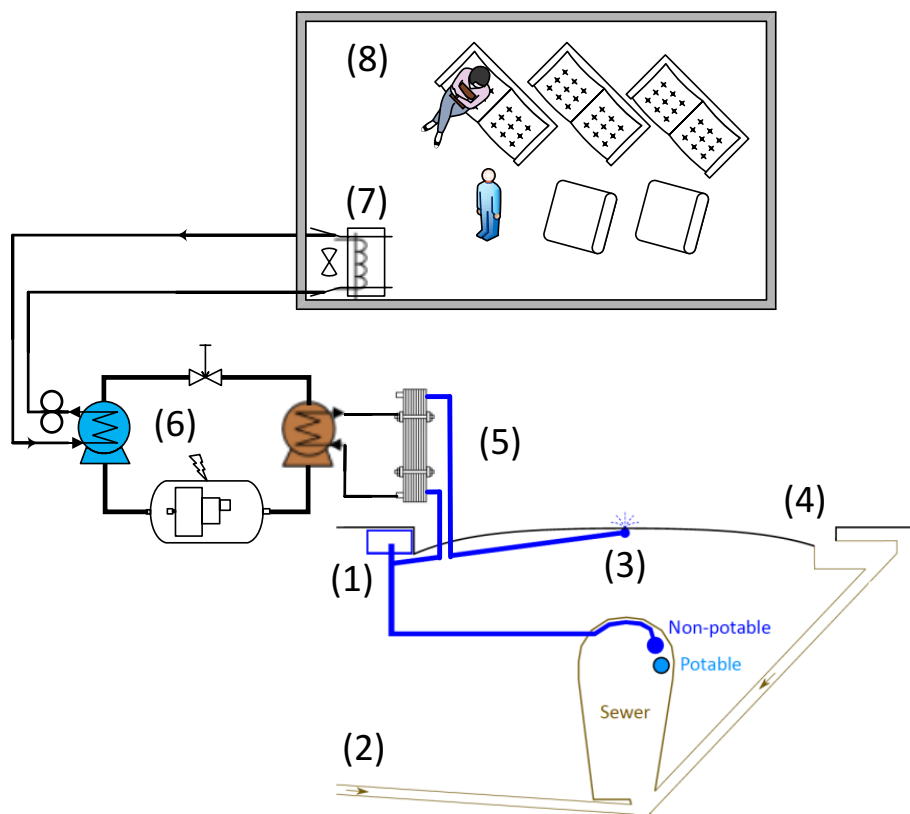 (8)
(7)
(6)
(5)
(4)
(1)
(3)
Non-potable
Potable
Sewer
(2)